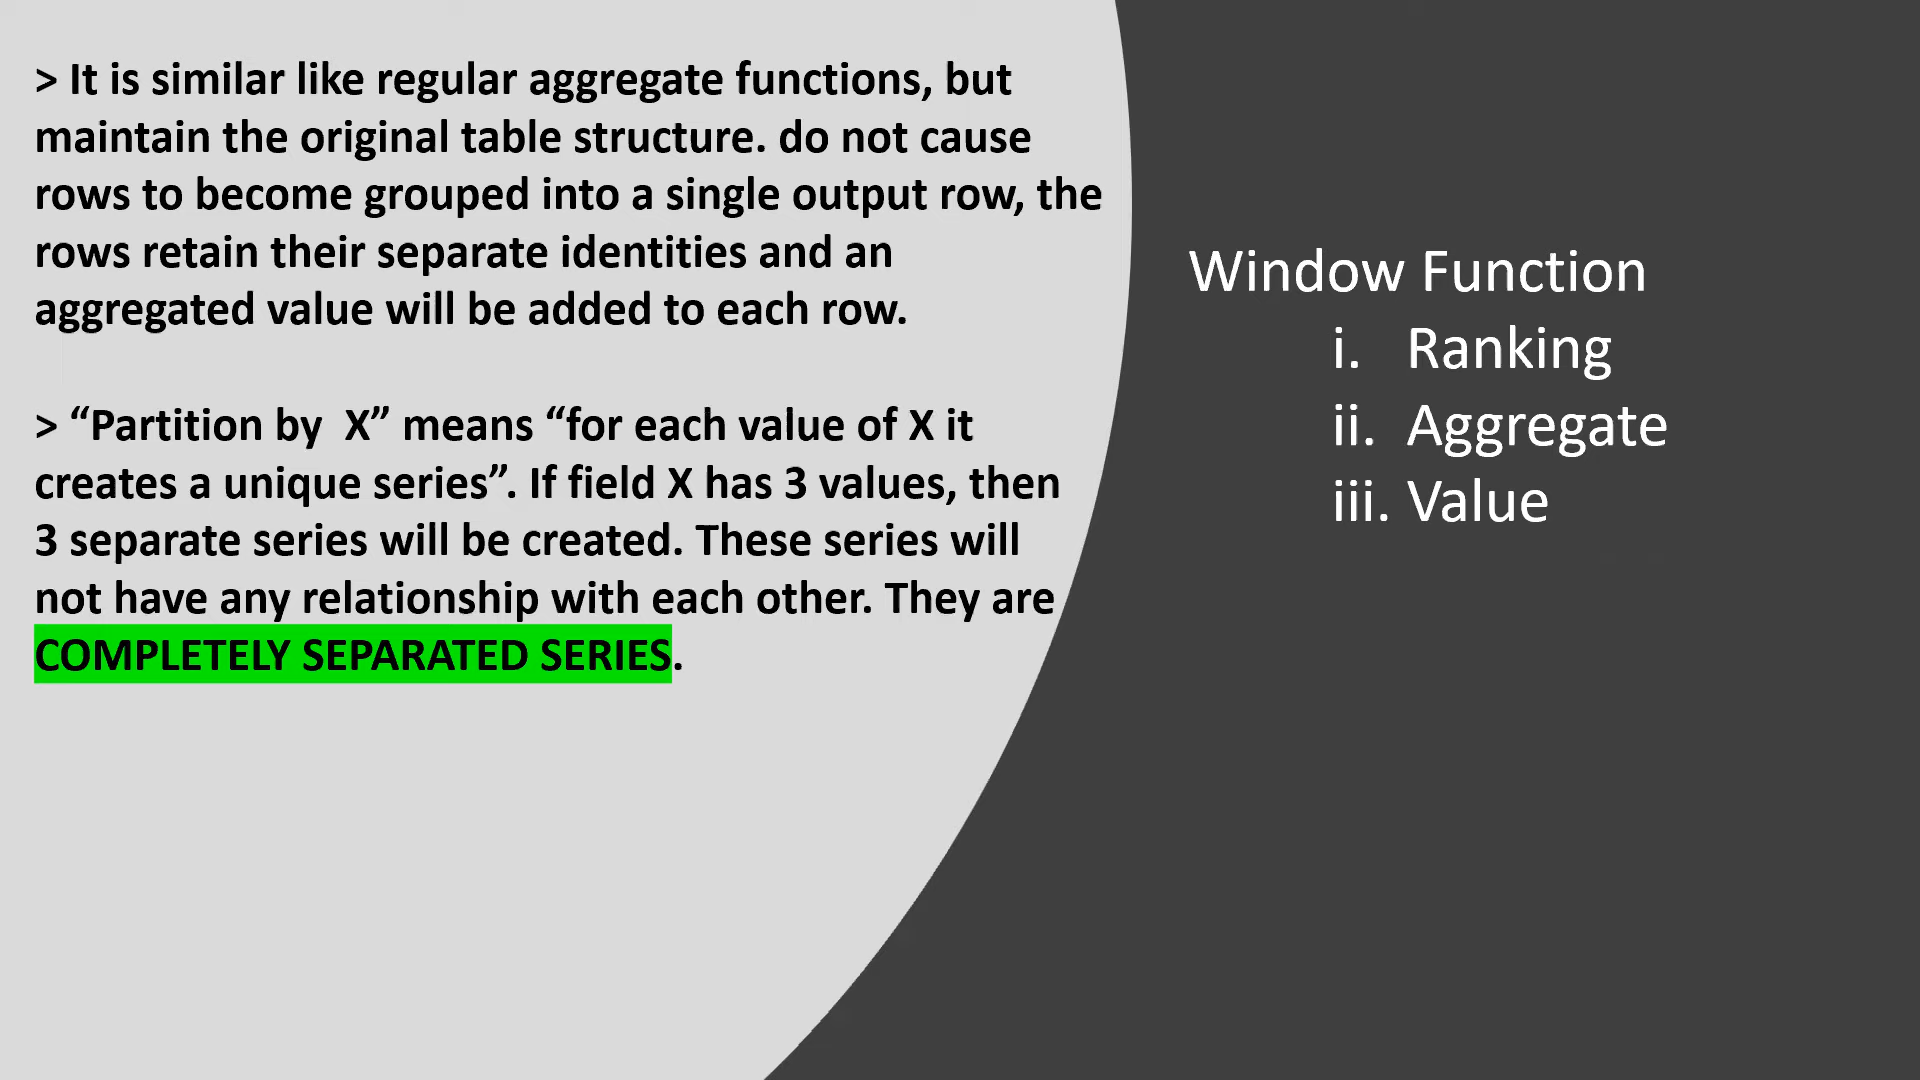 > It is similar like regular aggregate functions, but
maintain the original table structure. do not cause
rows to become grouped into a single output row, the
rows retain their separate identities and an
aggregated value will be added to each row.
> “Partition by  X” means “for each value of X it
creates a unique series”. If field X has 3 values, then
3 separate series will be created. These series will
not have any relationship with each other. They are
COMPLETELY SEPARATED SERIES.
Window Function
i. Ranking
ii. Aggregate
iii. Value